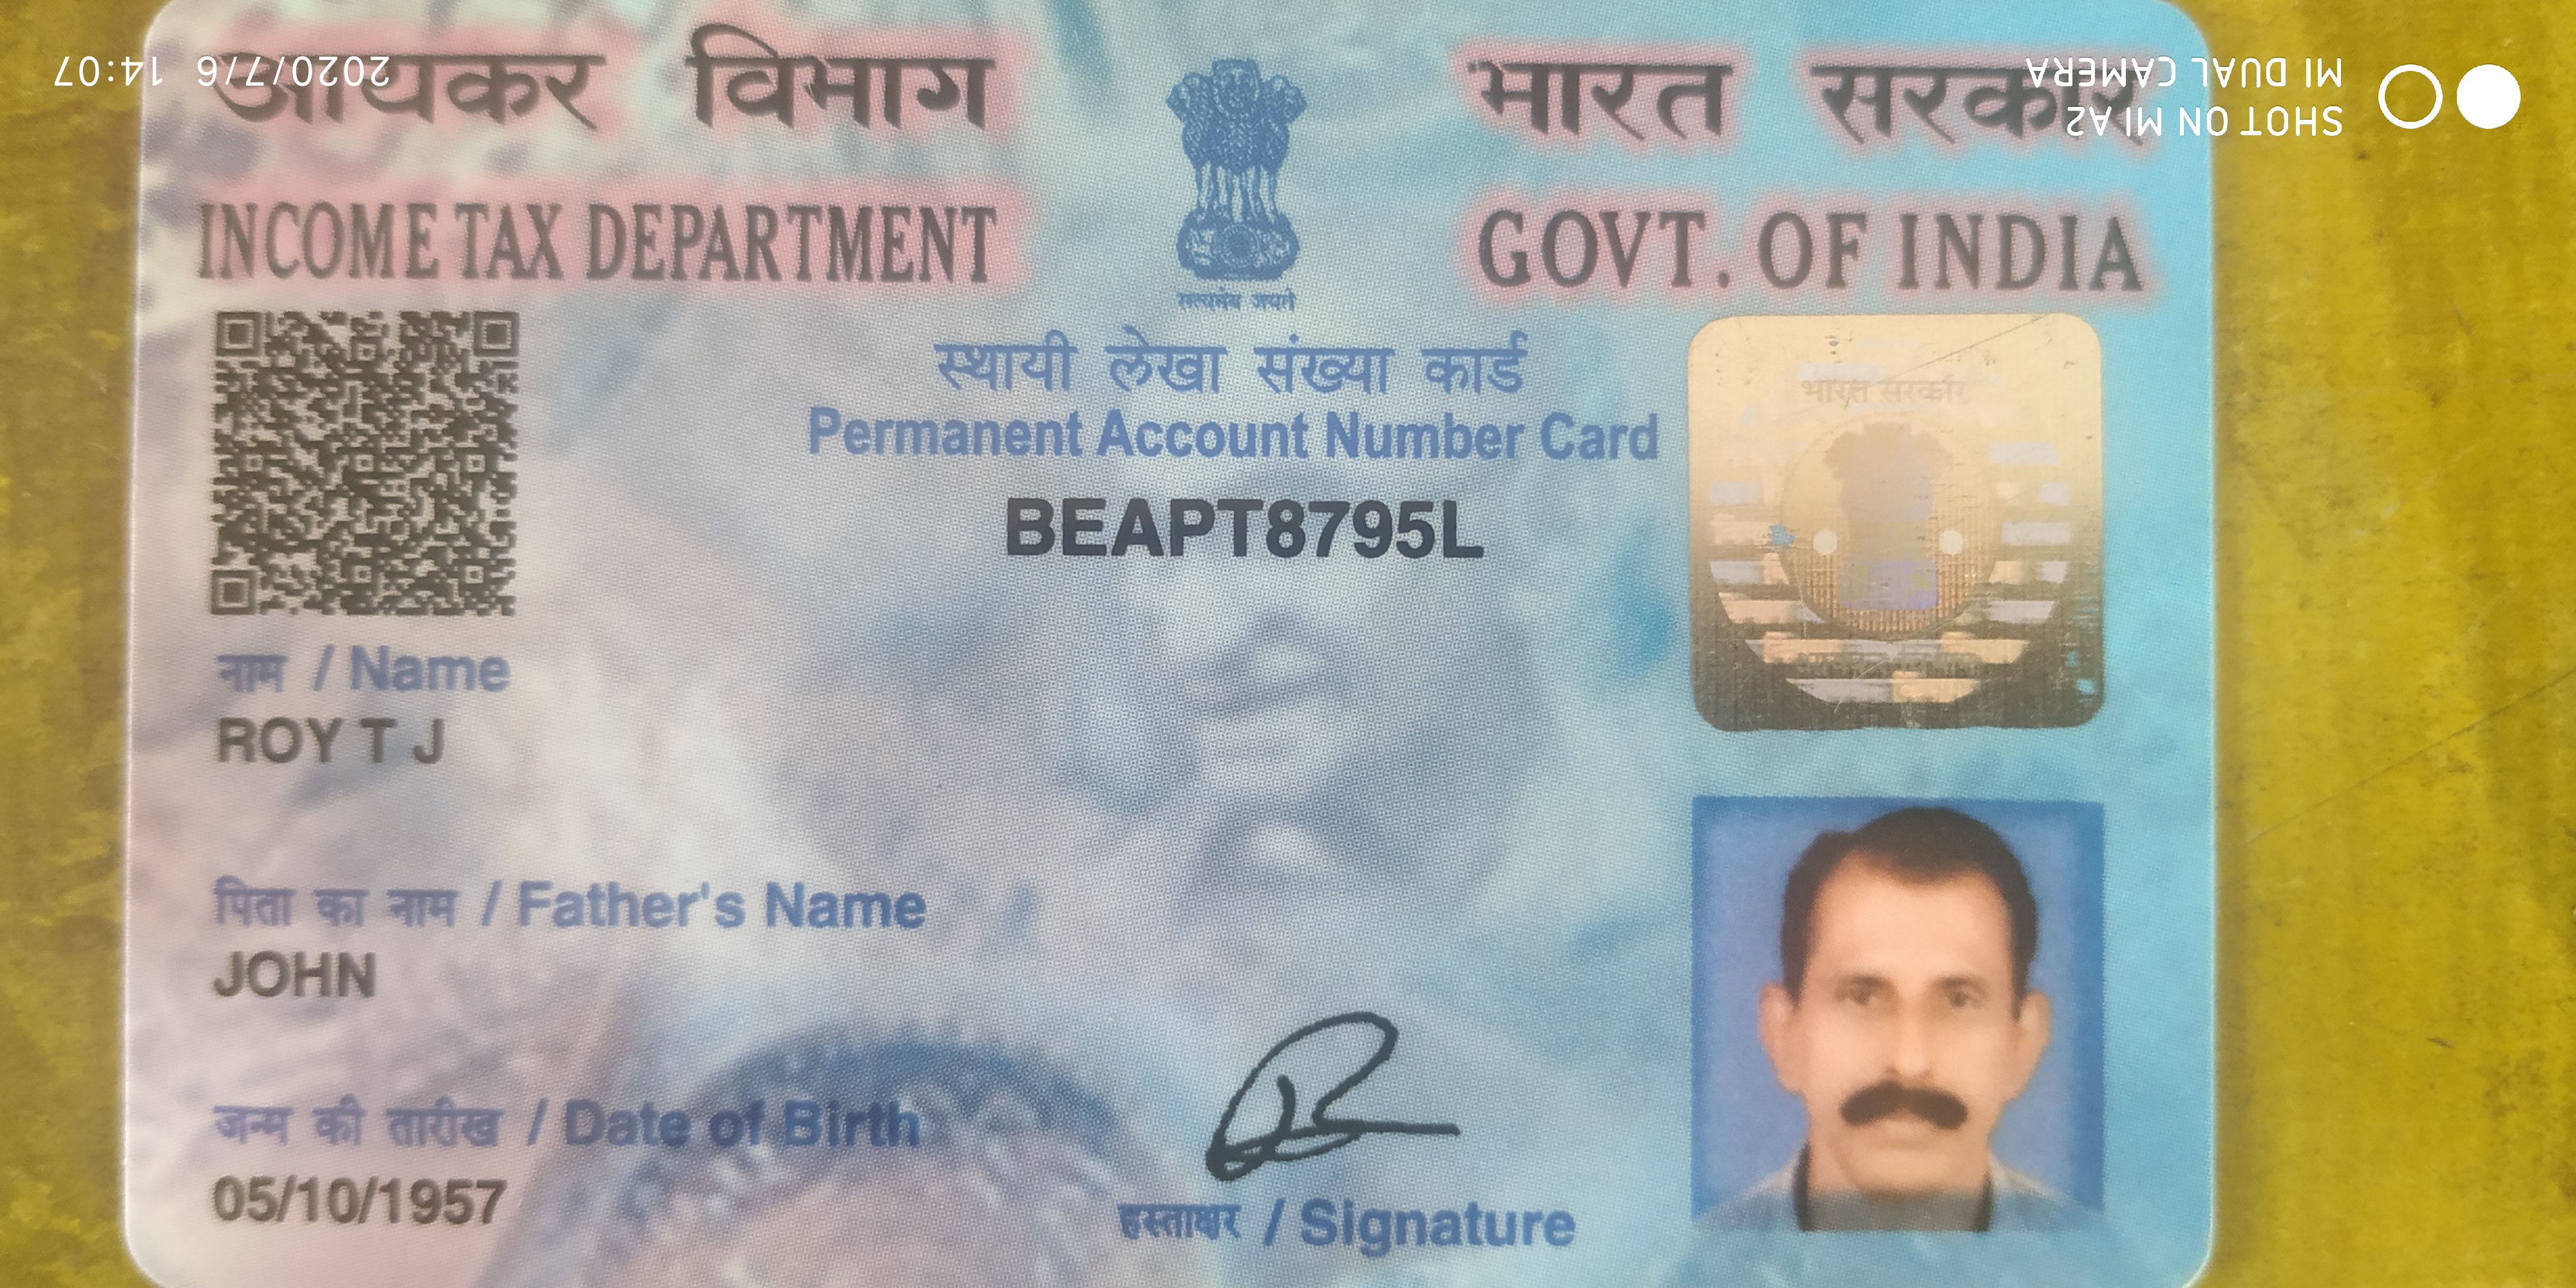 आयकर विभाग
INCOME TAX DEPARTMENT
भारत सरकार
GOVT. OF INDIA
सत्यमेव जयते
स्थायी लेखा संख्या कार्ड
Permanent Account Number Card
BEAPT8795L
भारत सरकार
नाम / Name
ROY T J
पिता का नाम / Father's Name
JOHN
जन्म की तारीख / Date of Birth
05/10/1957
हस्ताक्षर / Signature
SHOT ON MI A2
MI DUAL CAMERA
2020/7/6 14:07